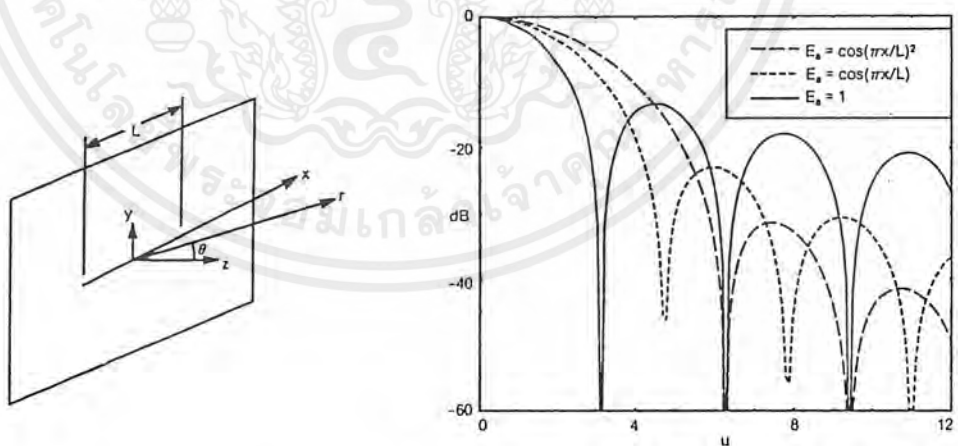 L
x
r
y
θ
z
0
-20
dB
-40
-60
0
4
8
12
u
Eₐ = cos(πx/L)²
Eₐ = cos(πx/L)
Eₐ = 1